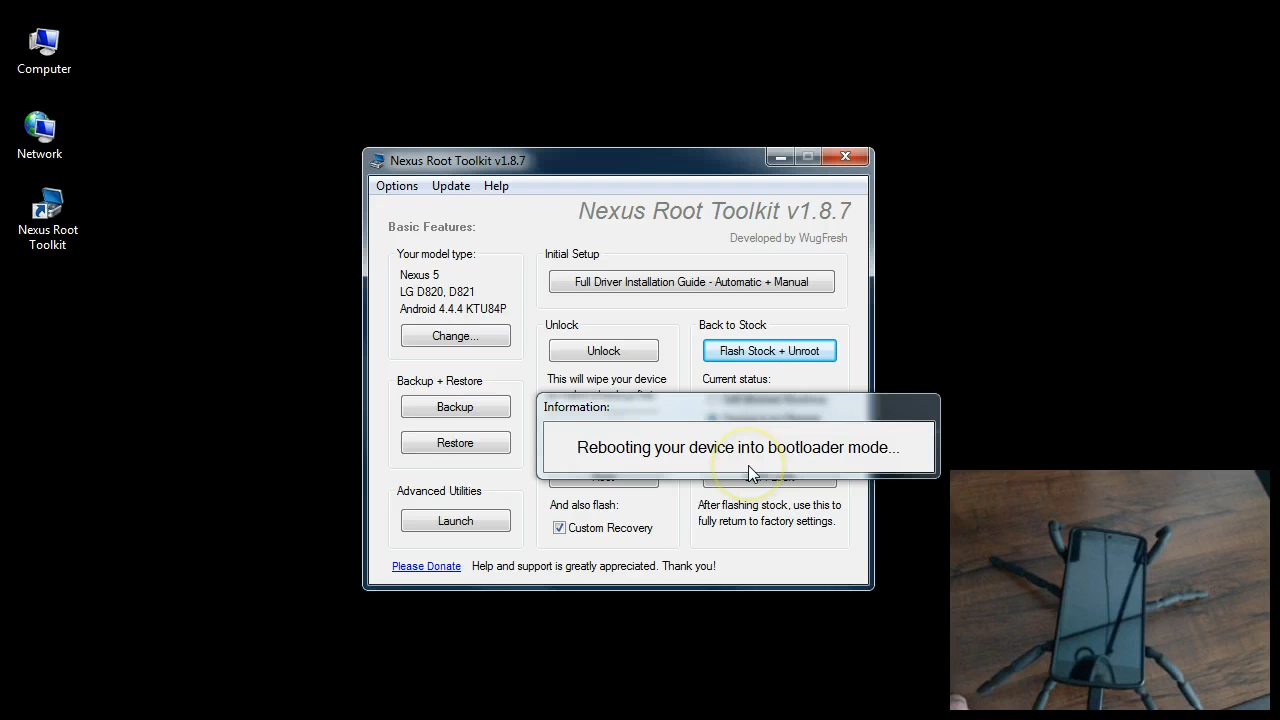 Computer
Network
Nexus Root
Toolkit
Nexus Root Toolkit v1.8.7
Options Update Help
Nexus Root Toolkit v1.8.7
Developed by WugFresh
Basic Features:
Your model type:
Nexus 5
LG D820, D821
Android 4.4.4 KTU84P
Change...
Initial Setup
Full Driver Installation Guide - Automatic + Manual
Unlock
Unlock
This will wipe your device
Back to Stock
Flash Stock + Unroot
Current status:
Backup + Restore
Backup
Restore
Information:
Rebooting your device into bootloader mode...
Advanced Utilities
Launch
And also flash:
Custom Recovery
After flashing stock, use this to
fully return to factory settings.
Please Donate Help and support is greatly appreciated. Thank you!